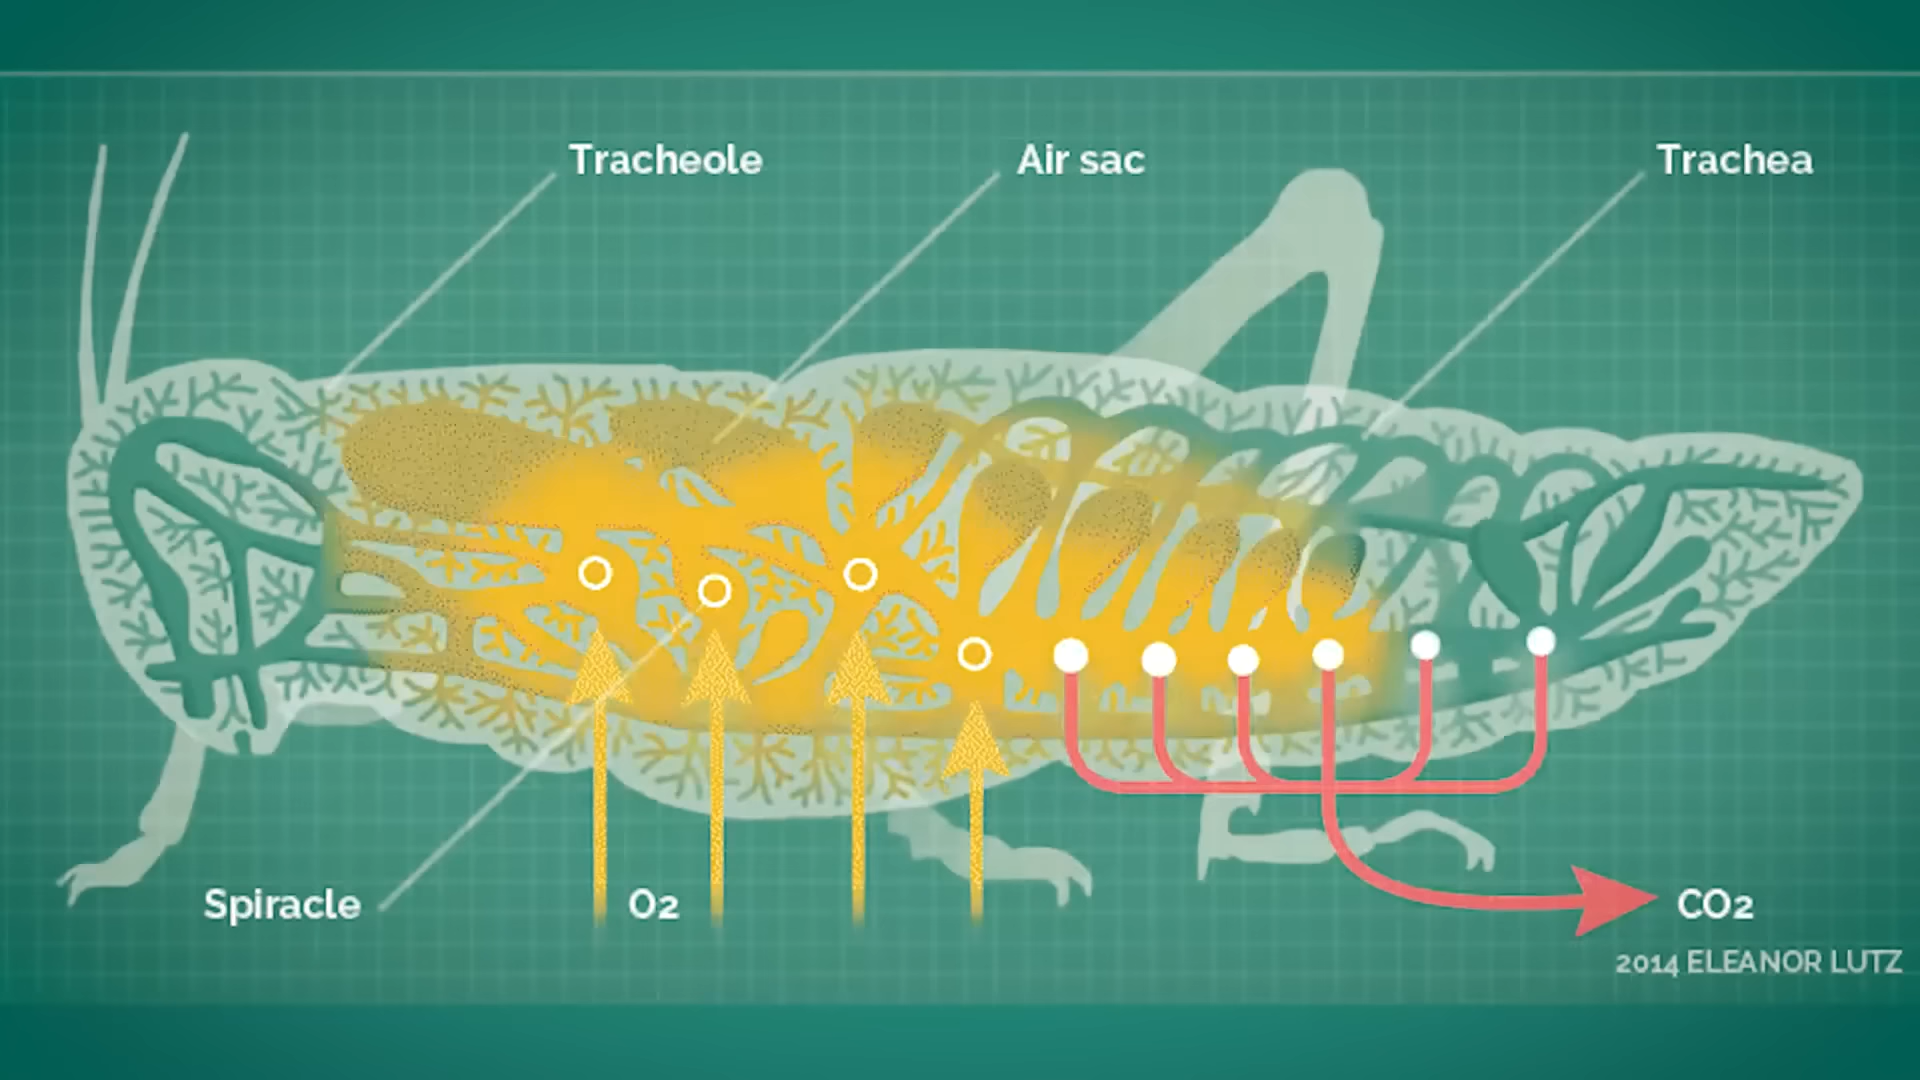 Tracheole
Air sac
Trachea
Spiracle
O2
CO2
2014 ELEANOR LUTZ